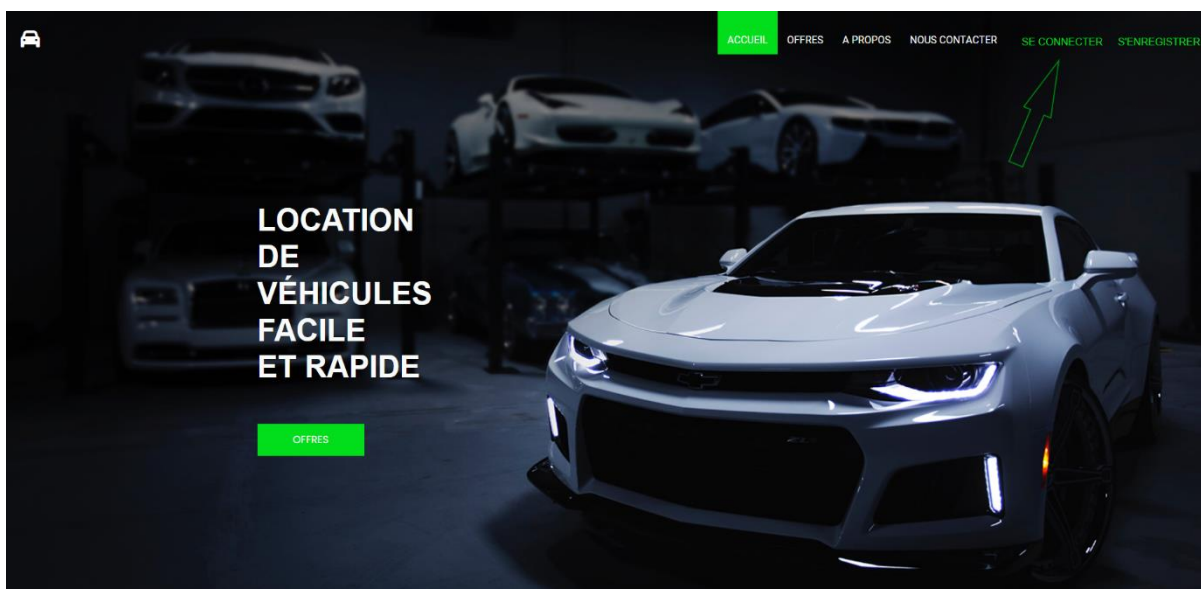 ACCUEIL OFFRES A PROPOS NOUS CONTACTER SE CONNECTER S'ENREGISTRER
LOCATION
DE
VÉHICULES
FACILE
ET RAPIDE
OFFRES